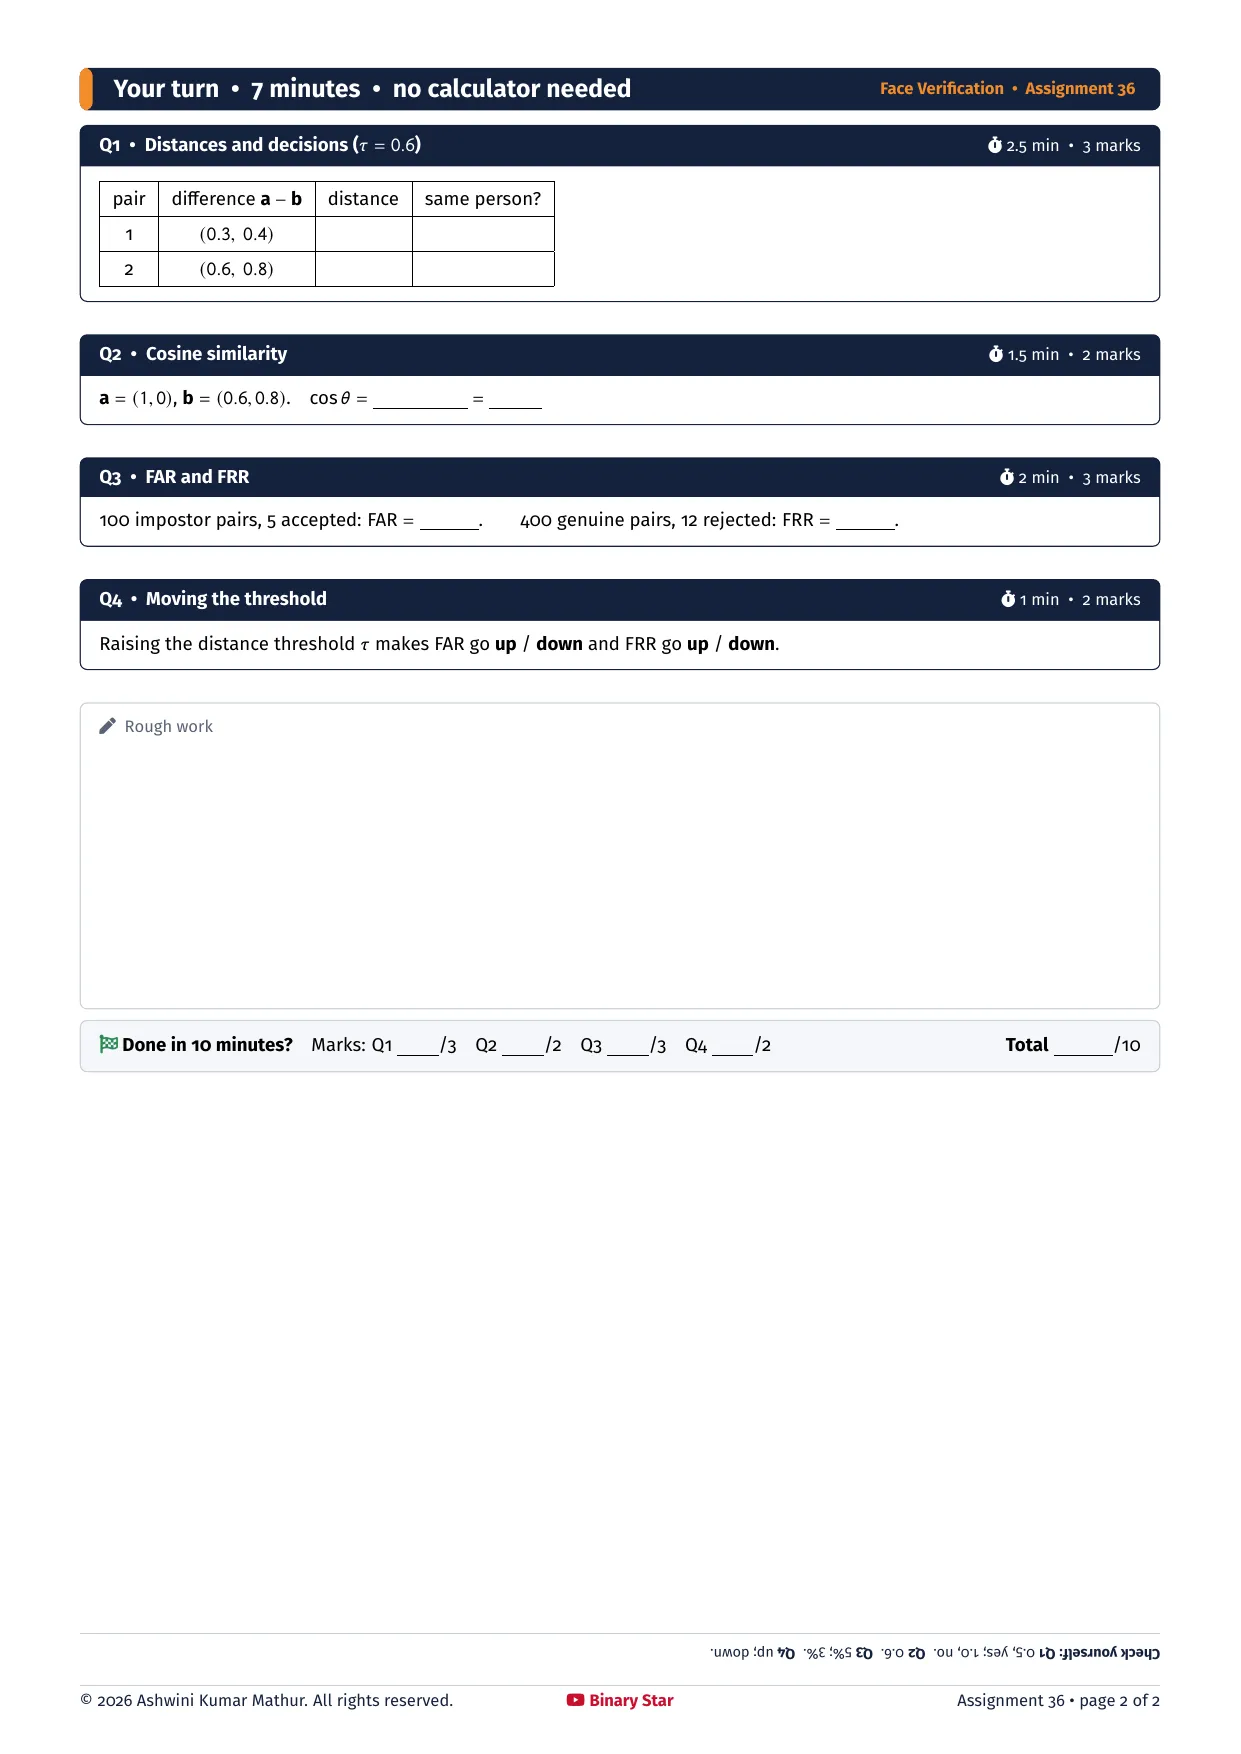 Your turn • 7 minutes • no calculator needed Face Verification • Assignment 36
Q1 • Distances and decisions (τ = 0.6) 2.5 min • 3 marks
pair difference a − b distance same person?
1 (0.3, 0.4)
2 (0.6, 0.8)
Q2 • Cosine similarity 1.5 min • 2 marks
a = (1, 0), b = (0.6, 0.8). cos θ = __________ = _____
Q3 • FAR and FRR 2 min • 3 marks
100 impostor pairs, 5 accepted: FAR = ______. 400 genuine pairs, 12 rejected: FRR = ______.
Q4 • Moving the threshold 1 min • 2 marks
Raising the distance threshold τ makes FAR go up / down and FRR go up / down.
Rough work
Done in 10 minutes? Marks: Q1 ____/3 Q2 ____/2 Q3 ____/3 Q4 ____/2 Total ______/10
Check yourself: Q1 0.5, yes; 1.0, no. Q2 0.6. Q3 5%; 3%. Q4 up; down.
© 2026 Ashwini Kumar Mathur. All rights reserved. Binary Star Assignment 36 • page 2 of 2